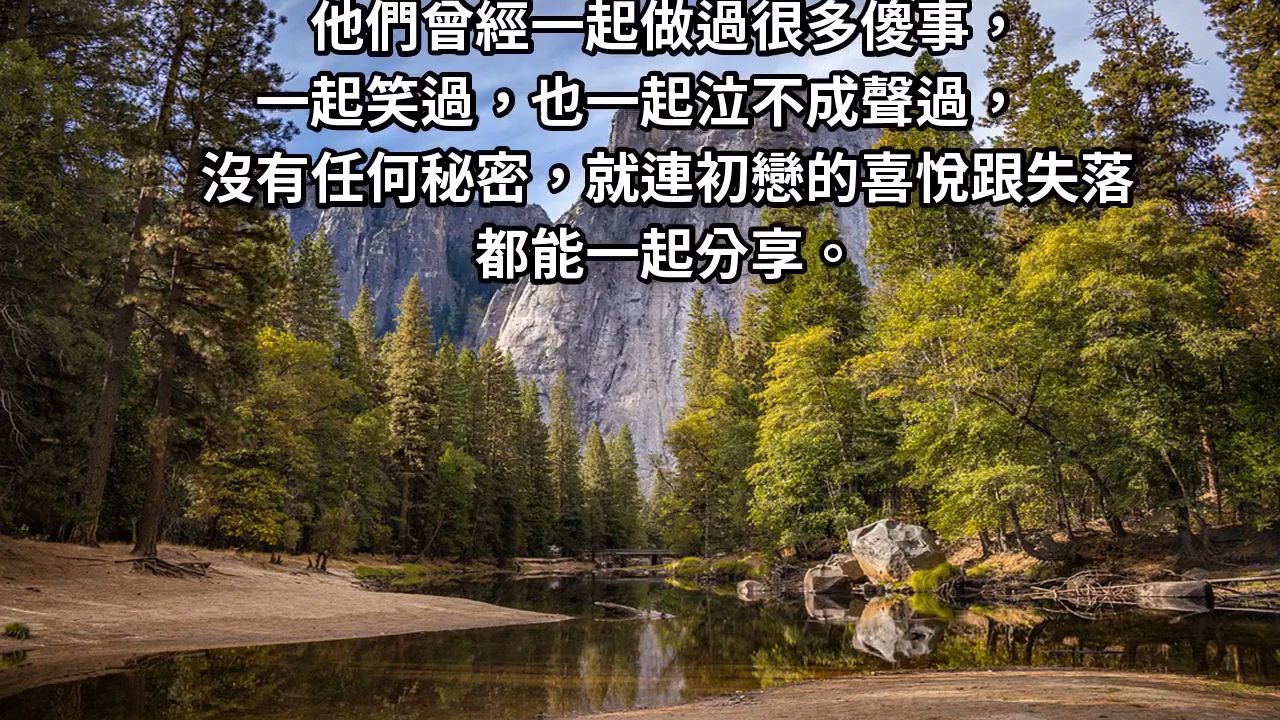 他們曾經一起做過很多傻事，
一起笑過，也一起泣不成聲過，
沒有任何秘密，就連初戀的喜悅跟失落
都能一起分享。